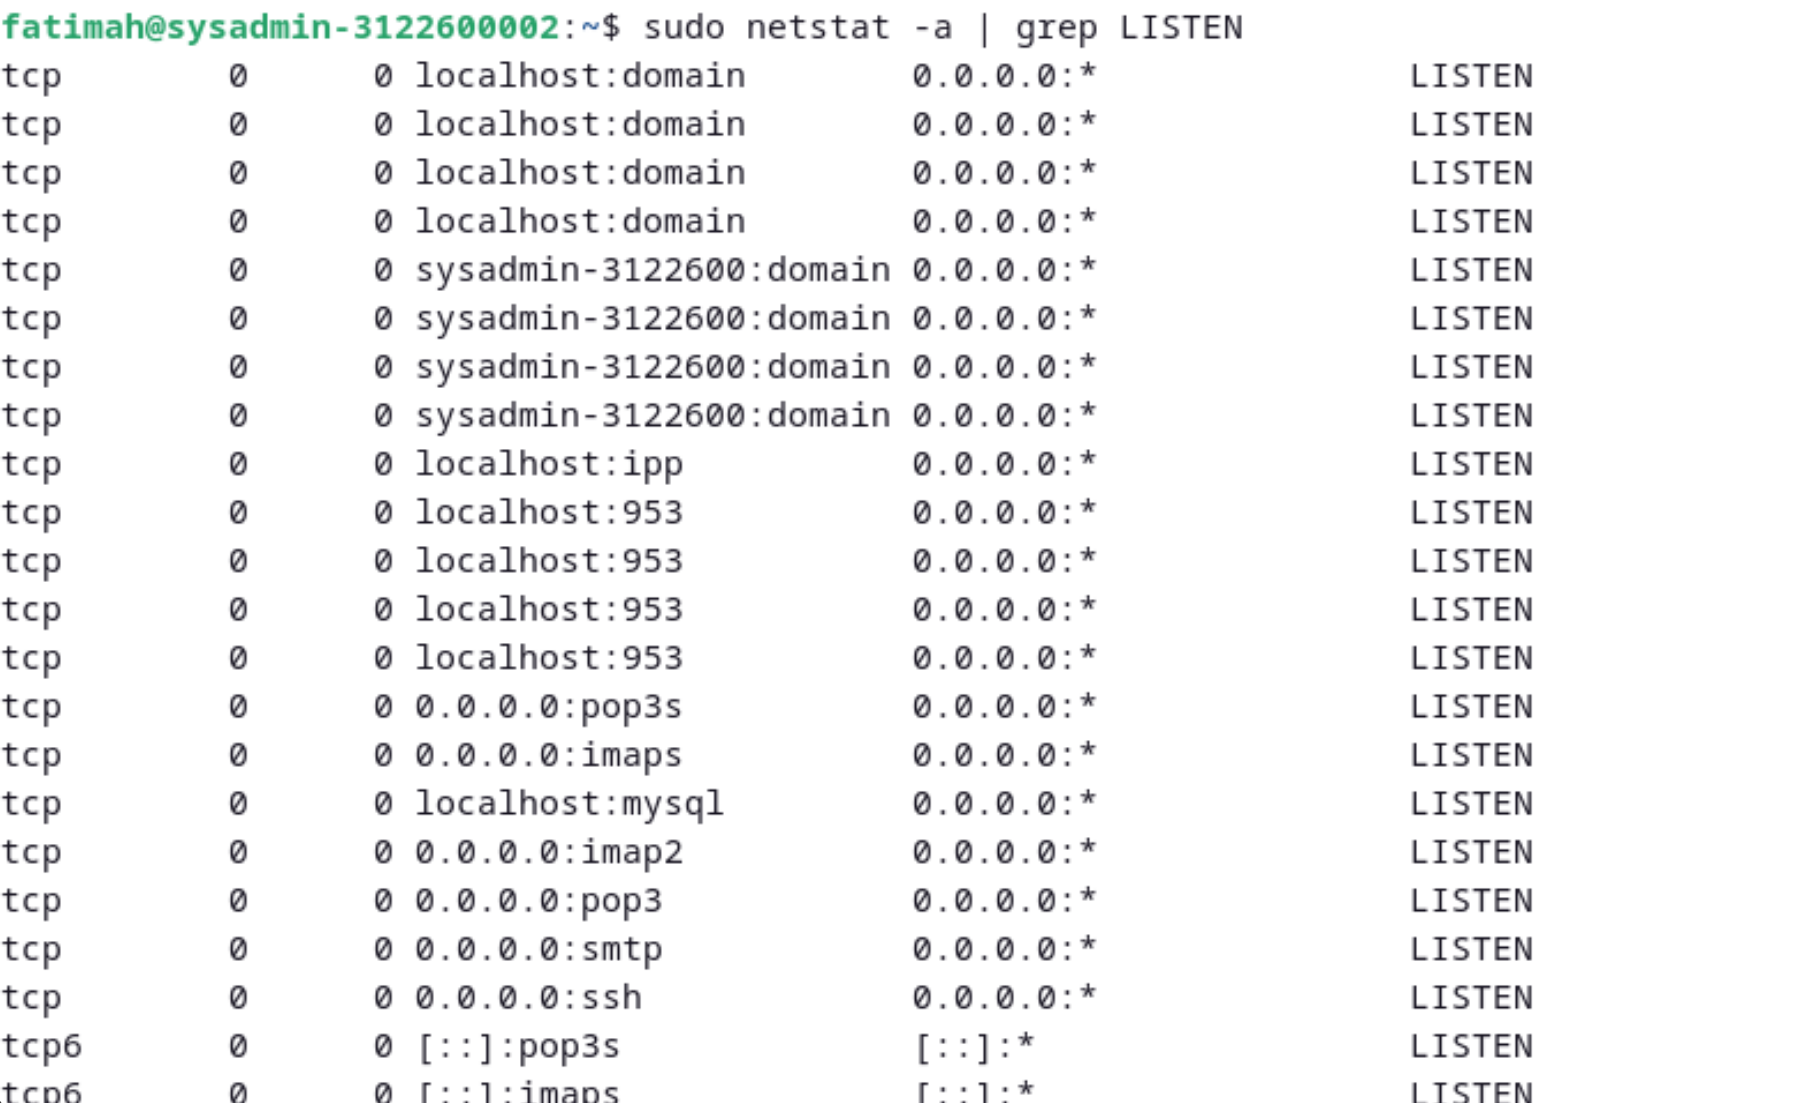 fatimah@sysadmin-3122600002:~$ sudo netstat -a | grep LISTEN
tcp        0      0 localhost:domain        0.0.0.0:*               LISTEN
tcp        0      0 localhost:domain        0.0.0.0:*               LISTEN
tcp        0      0 localhost:domain        0.0.0.0:*               LISTEN
tcp        0      0 localhost:domain        0.0.0.0:*               LISTEN
tcp        0      0 sysadmin-3122600:domain 0.0.0.0:*               LISTEN
tcp        0      0 sysadmin-3122600:domain 0.0.0.0:*               LISTEN
tcp        0      0 sysadmin-3122600:domain 0.0.0.0:*               LISTEN
tcp        0      0 sysadmin-3122600:domain 0.0.0.0:*               LISTEN
tcp        0      0 localhost:ipp           0.0.0.0:*               LISTEN
tcp        0      0 localhost:953           0.0.0.0:*               LISTEN
tcp        0      0 localhost:953           0.0.0.0:*               LISTEN
tcp        0      0 localhost:953           0.0.0.0:*               LISTEN
tcp        0      0 localhost:953           0.0.0.0:*               LISTEN
tcp        0      0 0.0.0.0:pop3s           0.0.0.0:*               LISTEN
tcp        0      0 0.0.0.0:imaps           0.0.0.0:*               LISTEN
tcp        0      0 localhost:mysql         0.0.0.0:*               LISTEN
tcp        0      0 0.0.0.0:imap2           0.0.0.0:*               LISTEN
tcp        0      0 0.0.0.0:pop3            0.0.0.0:*               LISTEN
tcp        0      0 0.0.0.0:smtp            0.0.0.0:*               LISTEN
tcp        0      0 0.0.0.0:ssh             0.0.0.0:*               LISTEN
tcp6       0      0 [::]:pop3s              [::]:*                  LISTEN
tcp6       0      0 [::]:imaps              [::]:*                  LISTEN